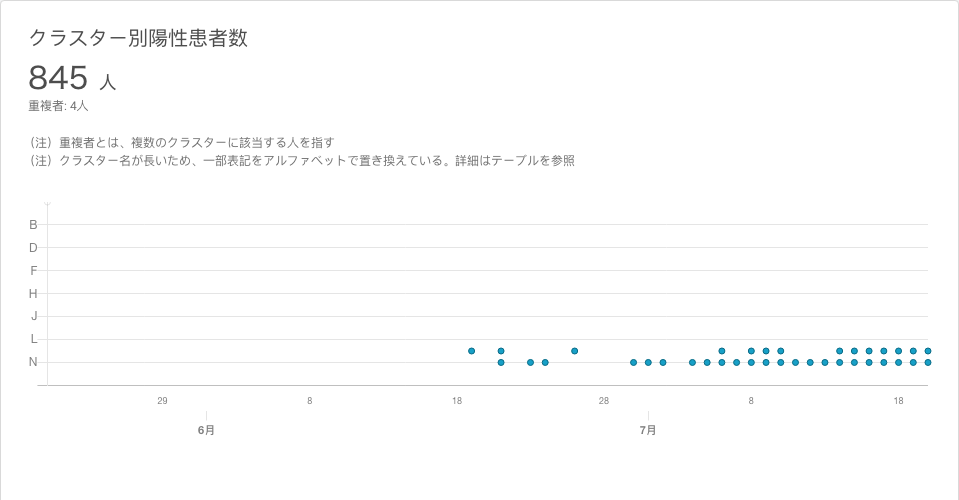 クラスター別陽性患者数
845 人
重複者: 4人
（注）重複者とは、複数のクラスターに該当する人を指す
（注）クラスター名が長いため、一部表記をアルファベットで置き換えている。詳細はテーブルを参照
B
D
F
H
J
L
N
29 8 18 28 8 18
6月 7月